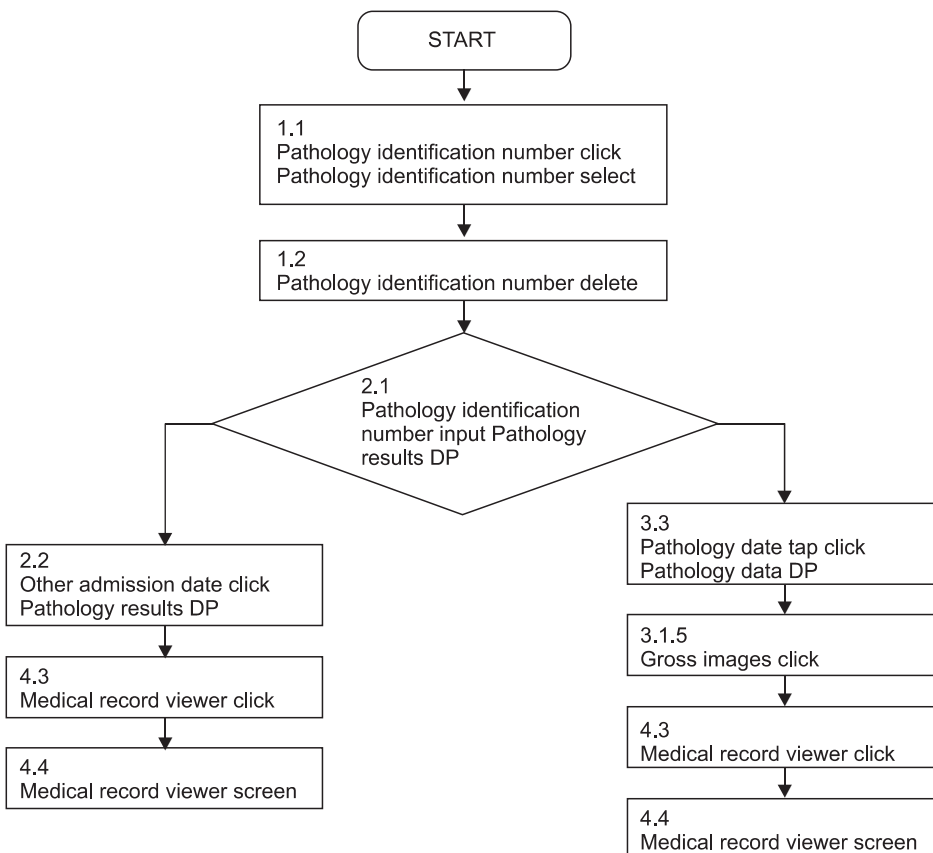 START
1.1
Pathology identification number click
Pathology identification number select
1.2
Pathology identification number delete
2.1
Pathology identification
number input Pathology
results DP
2.2
Other admission date click
Pathology results DP
4.3
Medical record viewer click
4.4
Medical record viewer screen
3.3
Pathology date tap click
Pathology data DP
3.1.5
Gross images click
4.3
Medical record viewer click
4.4
Medical record viewer screen